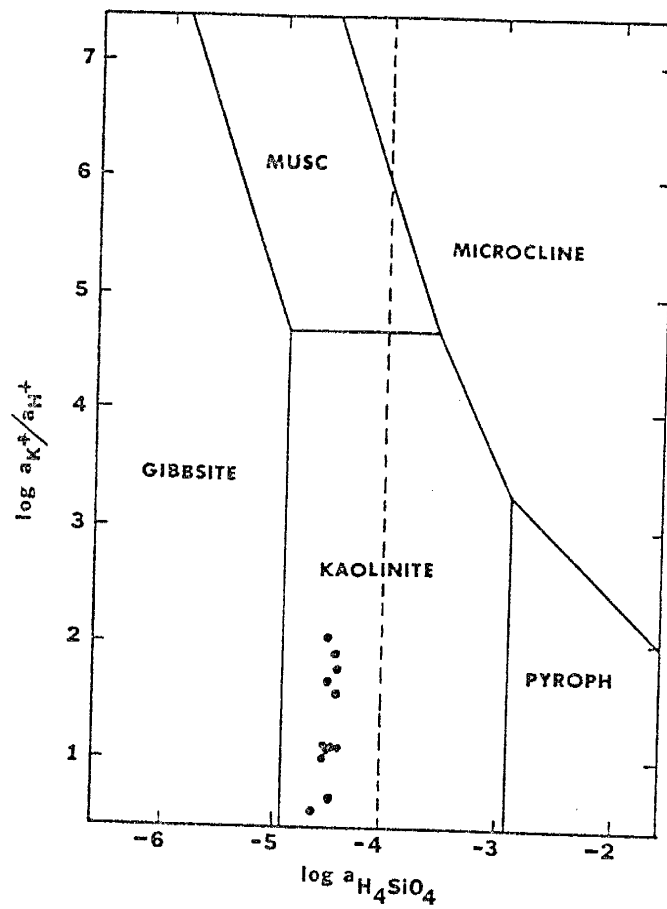 7
MUSC
6
MICROCLINE
5
log aK+/aH+
4
GIBBSITE
3
KAOLINITE
2
PYROPH
1
-6 -5 -4 -3 -2
log aH4SiO4